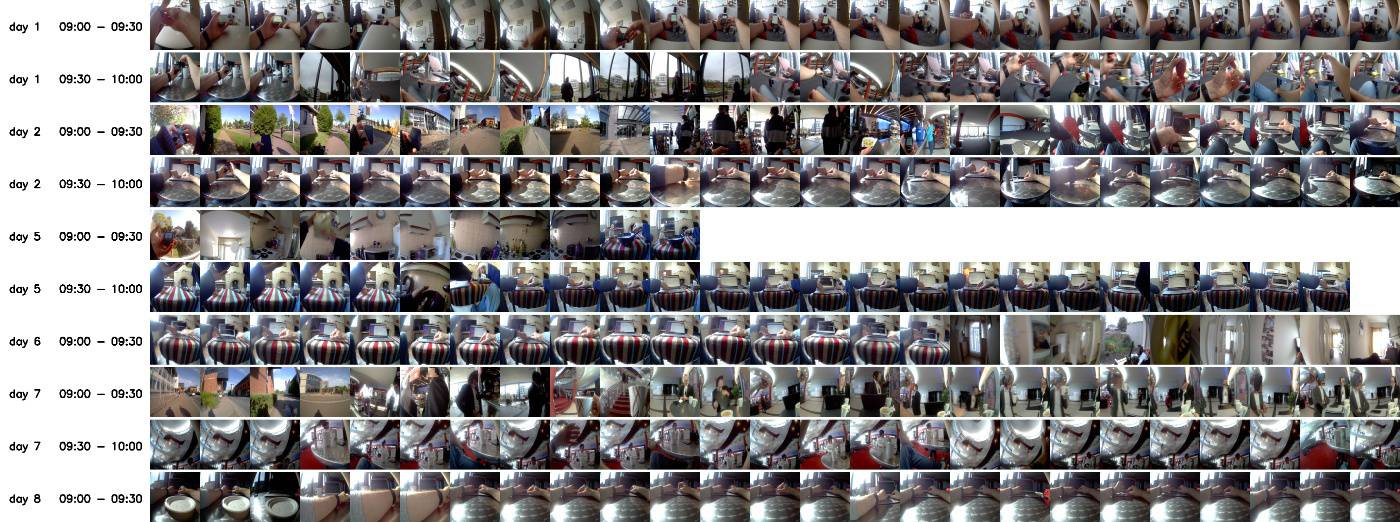 day 1 09:00 – 09:30
day 1 09:30 – 10:00
day 2 09:00 – 09:30
day 2 09:30 – 10:00
day 5 09:00 – 09:30
day 5 09:30 – 10:00
day 6 09:00 – 09:30
day 7 09:00 – 09:30
day 7 09:30 – 10:00
day 8 09:00 – 09:30